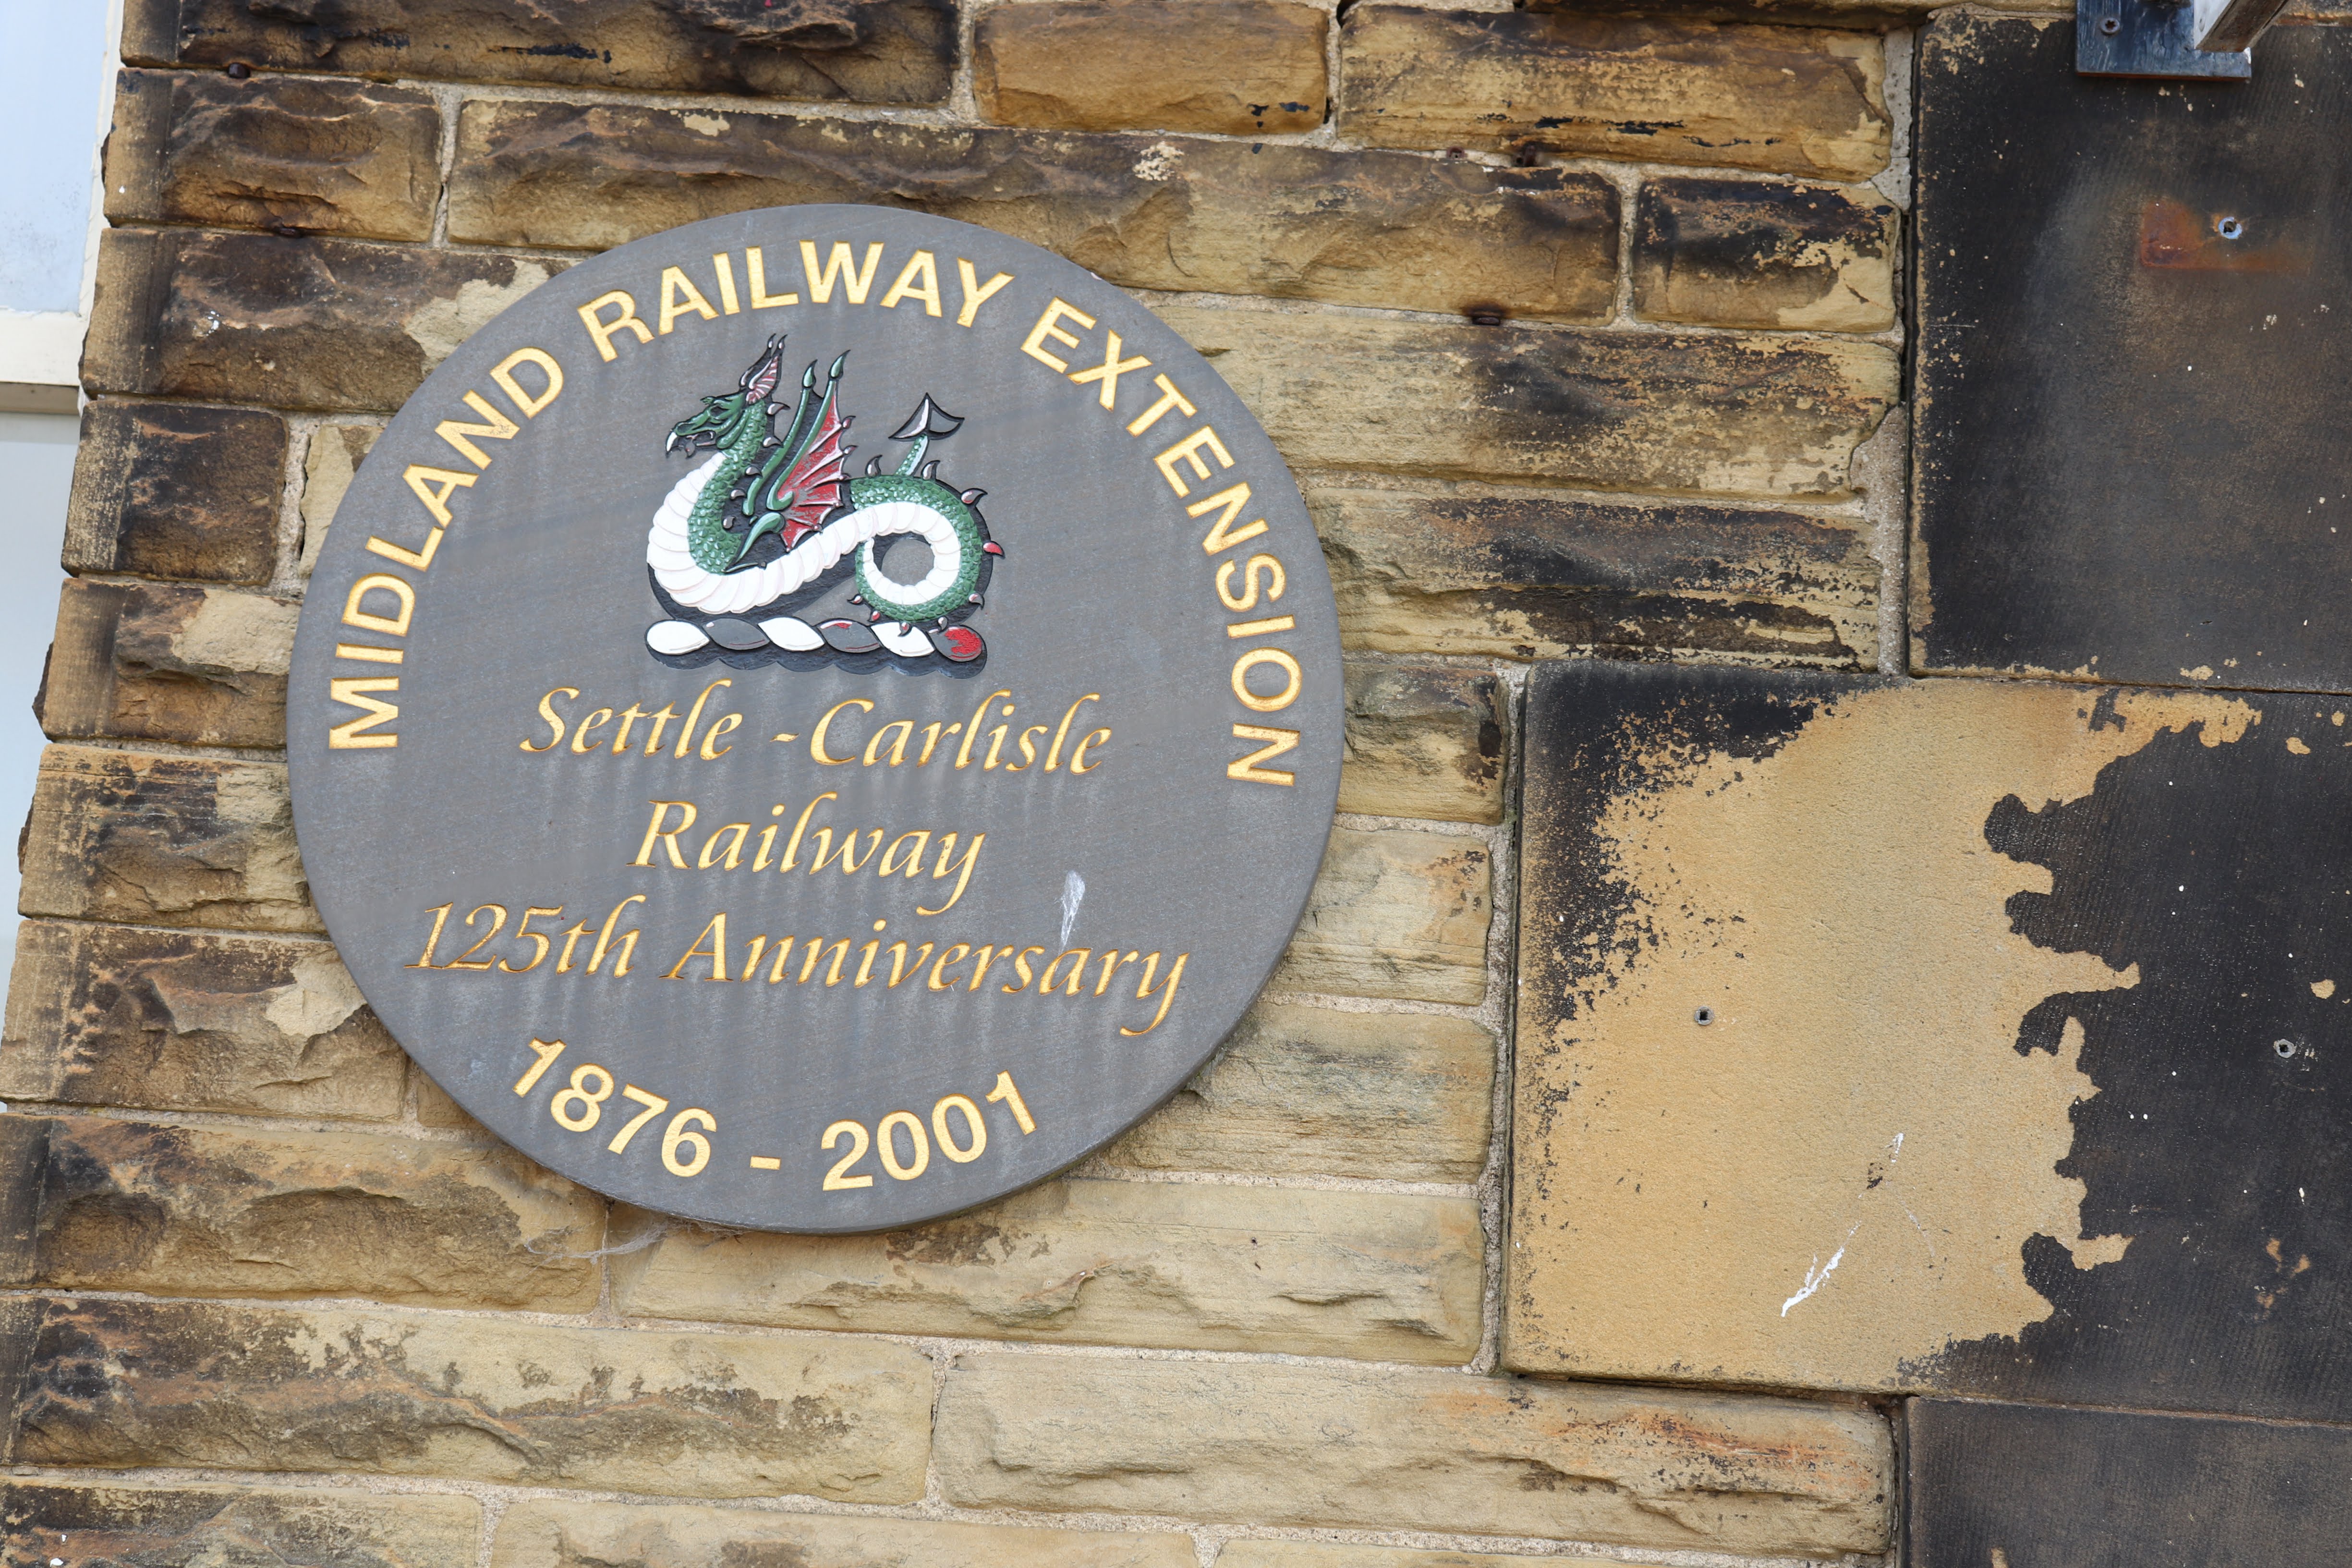 MIDLAND RAILWAY EXTENSION
Settle - Carlisle
Railway
125th Anniversary
1876 - 2001